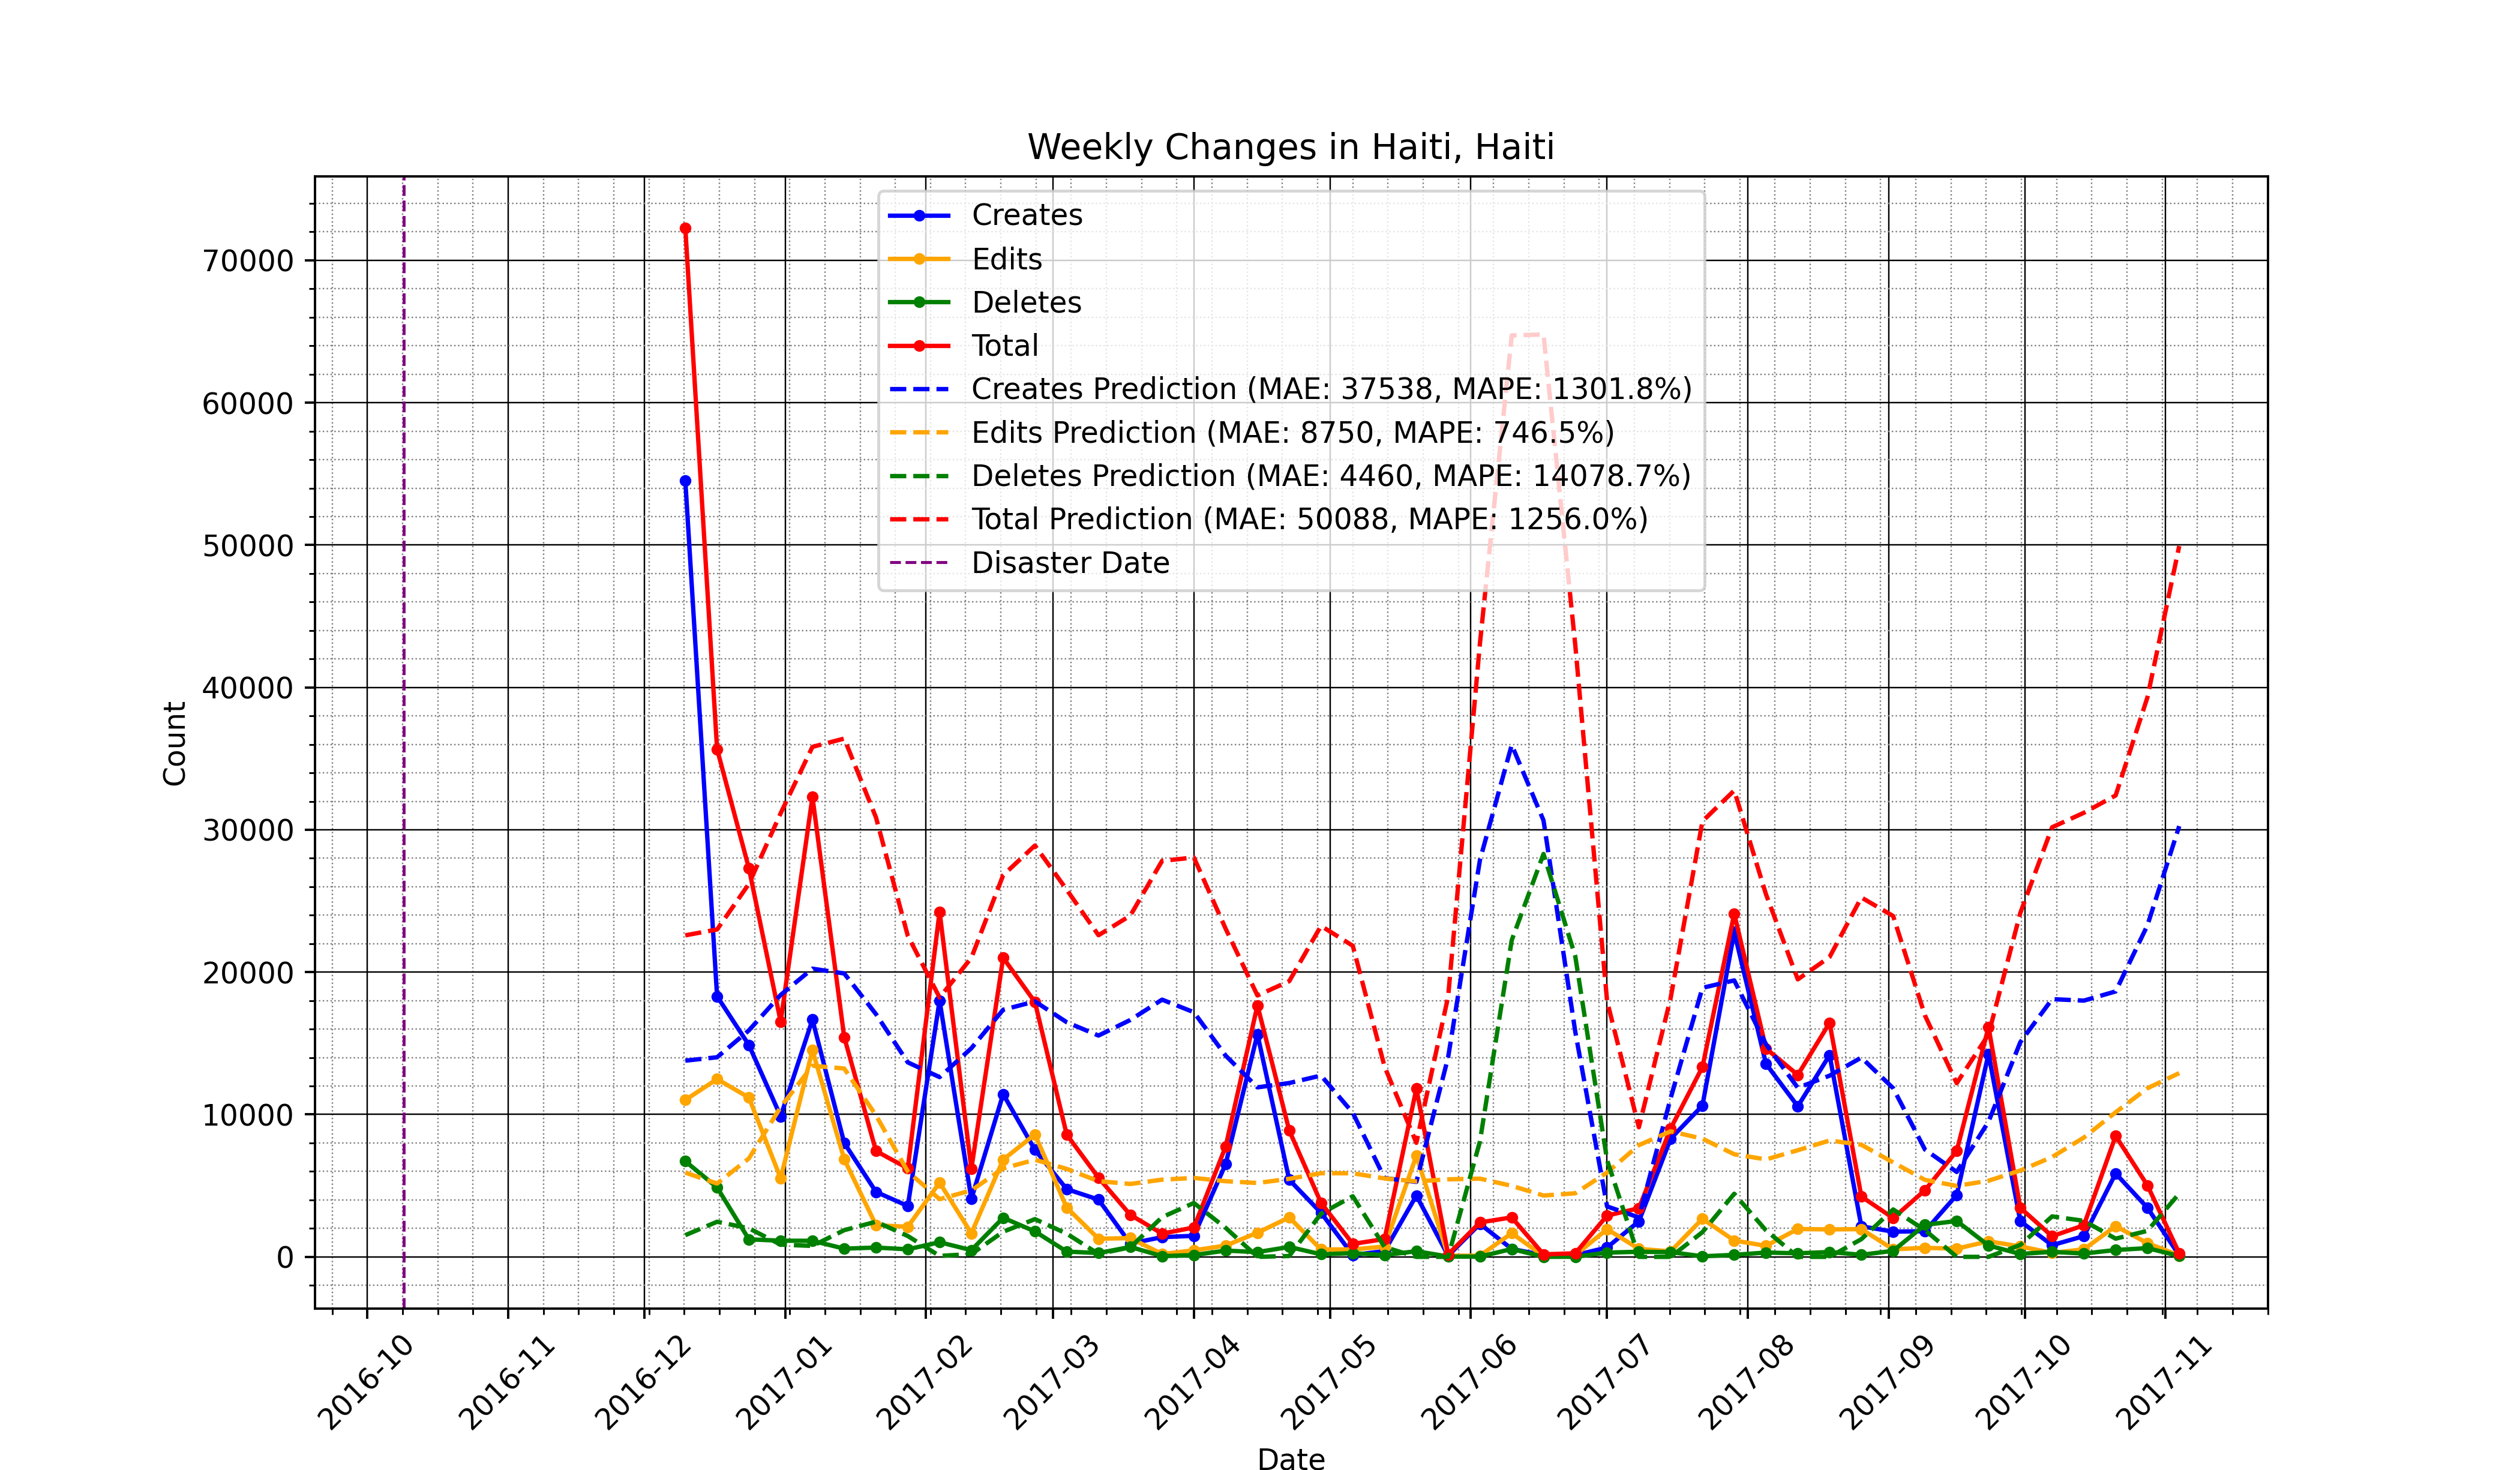 Weekly Changes in Haiti, Haiti
Creates
Edits
Deletes
Total
Creates Prediction (MAE: 37538, MAPE: 1301.8%)
Edits Prediction (MAE: 8750, MAPE: 746.5%)
Deletes Prediction (MAE: 4460, MAPE: 14078.7%)
Total Prediction (MAE: 50088, MAPE: 1256.0%)
Disaster Date
70000
60000
50000
40000
30000
20000
10000
0
Count
2016-10
2016-11
2016-12
2017-01
2017-02
2017-03
2017-04
2017-05
2017-06
2017-07
2017-08
2017-09
2017-10
2017-11
Date